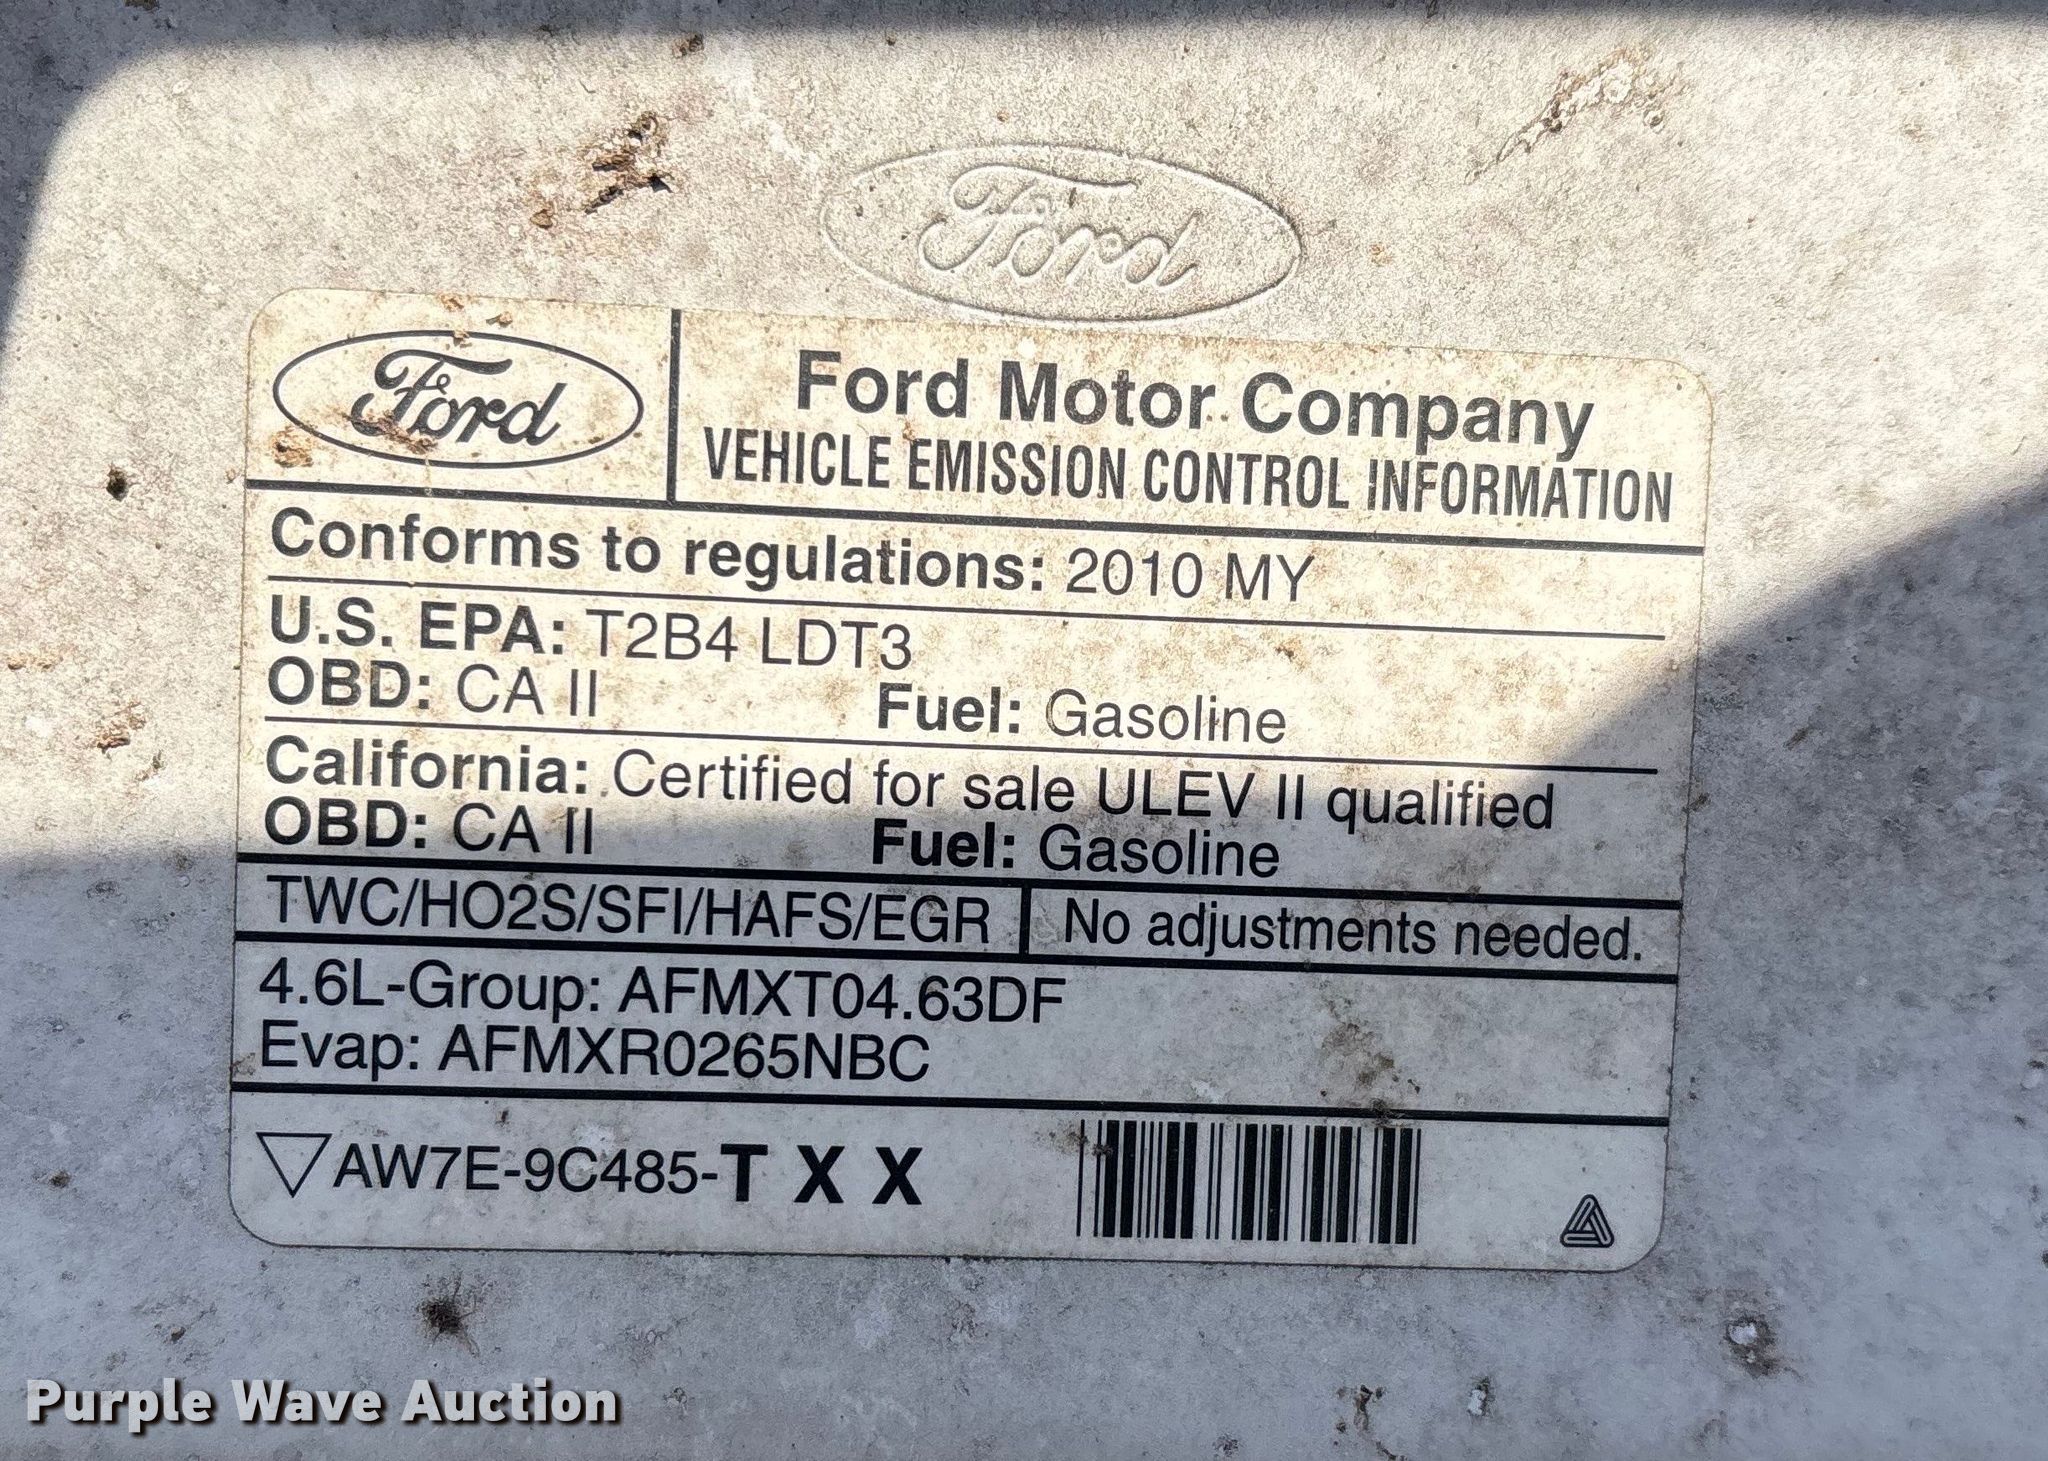 Ford
Ford
Ford Motor Company
VEHICLE EMISSION CONTROL INFORMATION
Conforms to regulations: 2010 MY
U.S. EPA: T2B4 LDT3
OBD: CA II Fuel: Gasoline
California: Certified for sale ULEV II qualified
OBD: CA II Fuel: Gasoline
TWC/HO2S/SFI/HAFS/EGR No adjustments needed.
4.6L-Group: AFMXT04.63DF
Evap: AFMXR0265NBC
AW7E-9C485-TXX
Purple Wave Auction